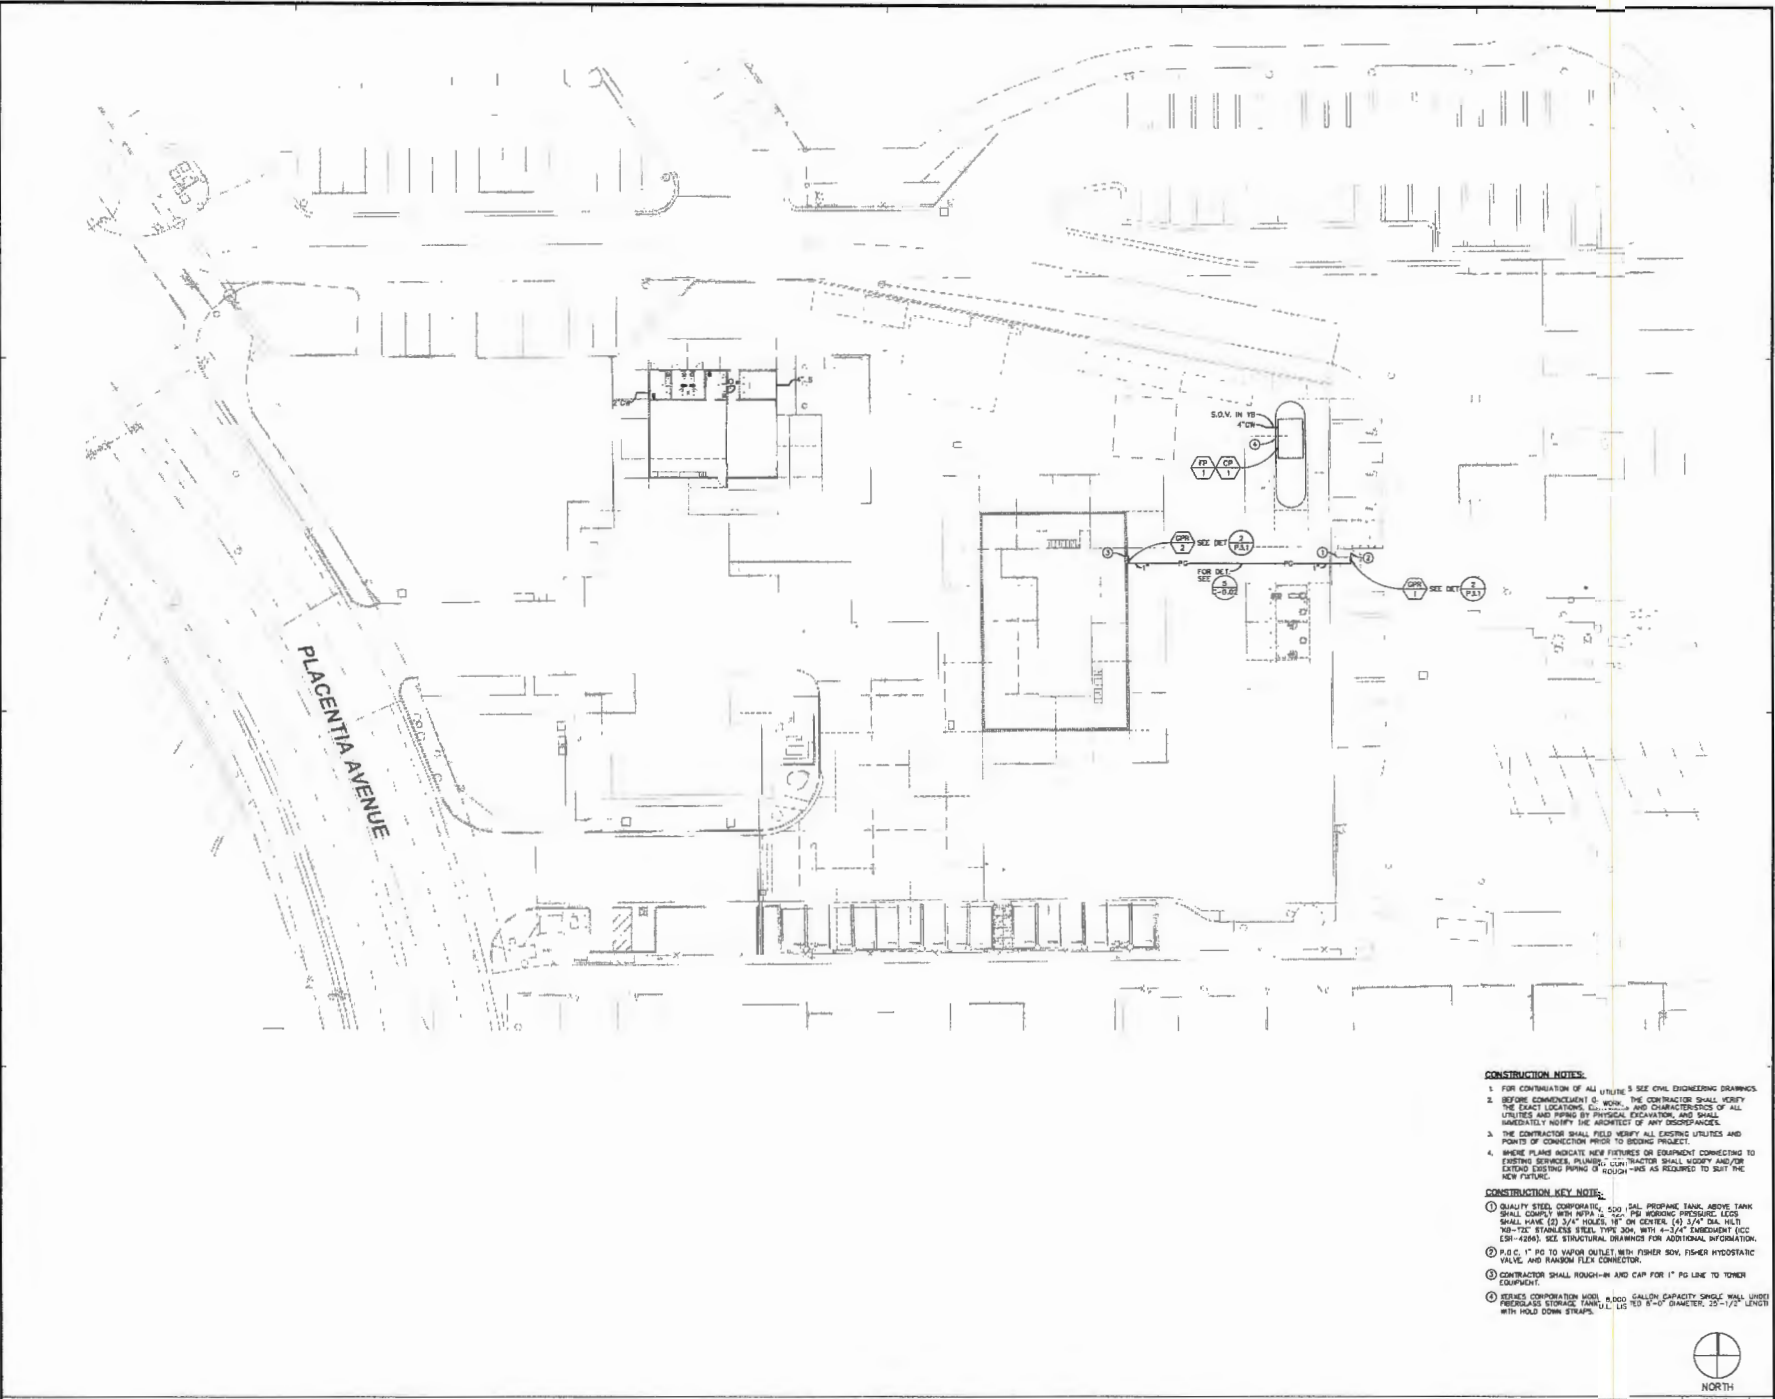 S.O.V. IN YB
4"CW
4
FP
1
CP
1
3
GPR
2
SEE DET
2
P3.1
1
2
1"
PG
PG
1"
FOR DET.
SEE
5
GPR
1
SEE DET
2
P3.1
PLACENTIA AVENUE
CONSTRUCTION NOTES:
1. FOR CONTINUATION OF ALL UTILITIES SEE CIVIL ENGINEERING DRAWINGS.
2. BEFORE COMMENCEMENT OF WORK, THE CONTRACTOR SHALL VERIFY
THE EXACT LOCATIONS, AND CHARACTERISTICS OF ALL
UTILITIES AND PIPING BY PHYSICAL EXCAVATION, AND SHALL
IMMEDIATELY NOTIFY THE ARCHITECT OF ANY DISCREPANCIES.
3. THE CONTRACTOR SHALL FIELD VERIFY ALL EXISTING UTILITIES AND
POINTS OF CONNECTION PRIOR TO BIDDING PROJECT.
4. WHERE PLANS INDICATE NEW FIXTURES OR EQUIPMENT CONNECTING TO
EXISTING SERVICES, PLUMBING CONTRACTOR SHALL MODIFY AND/OR
EXTEND EXISTING PIPING OR ROUGH-INS AS REQUIRED TO SUIT THE
NEW FIXTURE.
CONSTRUCTION KEY NOTE:
1 QUALITY STEEL CORPORATION, 500 GAL. PROPANE TANK, ABOVE TANK
SHALL COMPLY WITH NFPA PSI WORKING PRESSURE. LEGS
SHALL HAVE (2) 3/4" HOLES, 18" ON CENTER, (4) 3/4" DIA. HILTI
"KB-TZE" STAINLESS STEEL TYPE 304, WITH 4-3/4" EMBEDMENT (ICC
ESR-4266). SEE STRUCTURAL DRAWINGS FOR ADDITIONAL INFORMATION.
2 P.O.C. 1" PG TO VAPOR OUTLET, WITH FISHER SOV, FISHER HYDOSTATIC
VALVE, AND RANSOM FLEX CONNECTOR.
3 CONTRACTOR SHALL ROUGH-IN AND CAP FOR 1" PG LINE TO TOWER
EQUIPMENT.
4 XERXES CORPORATION MODEL GALLON CAPACITY SINGLE WALL UNDER
FIBERGLASS STORAGE TANK, U.L. LISTED DIAMETER, 25'-1/2" LENGTH
WITH HOLD DOWN STRAPS.
NORTH